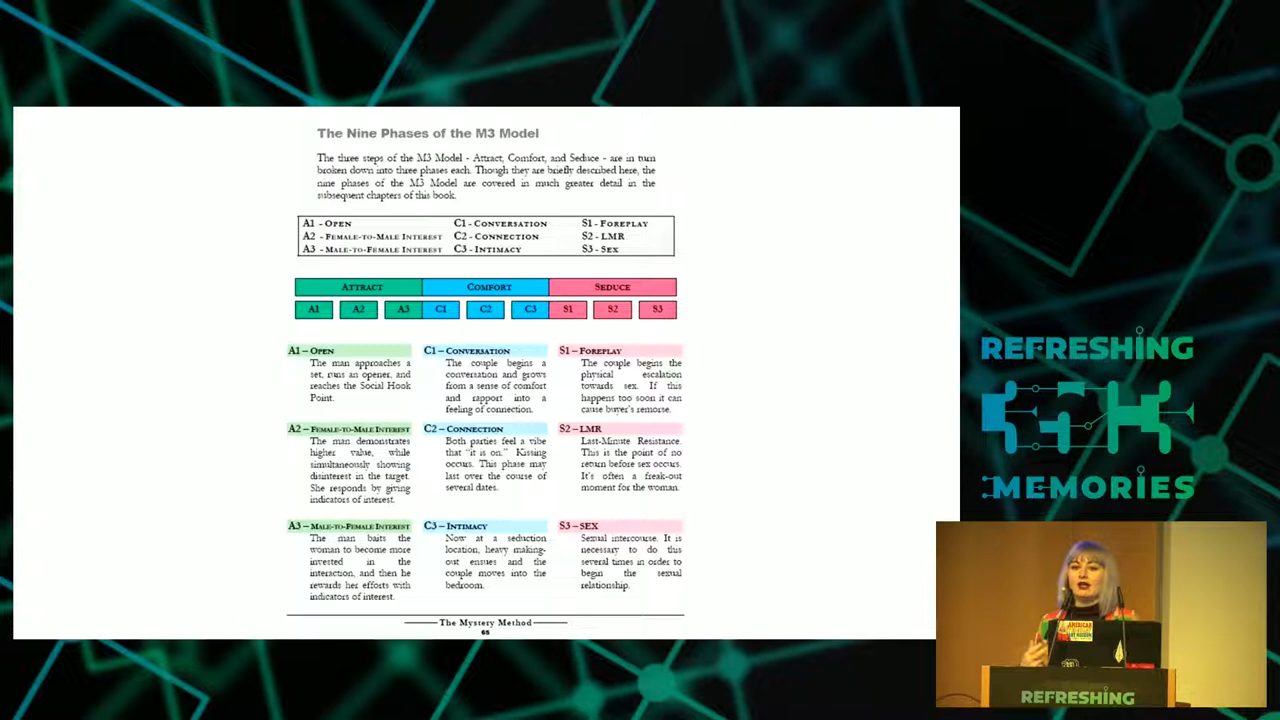 The Nine Phases of the M3 Model
The three steps of the M3 Model - Attract, Comfort, and Seduce - are in turn
broken down into three phases each. Though they are briefly described here, the
nine phases of the M3 Model are covered in much greater detail in the
subsequent chapters of this book.
A1 - OPEN
A2 - FEMALE-TO-MALE INTEREST
A3 - MALE-TO-FEMALE INTEREST
C1 - CONVERSATION
C2 - CONNECTION
C3 - INTIMACY
S1 - FOREPLAY
S2 - LMR
S3 - SEX
ATTRACT COMFORT SEDUCE
A1 A2 A3 C1 C2 C3 S1 S2 S3
A1 – OPEN
The man approaches a
set, runs an opener, and
reaches the Social Hook
Point.
C1 – CONVERSATION
The couple begins a
conversation and grows
from a sense of comfort
and rapport into a
feeling of connection.
S1 – FOREPLAY
The couple begins the
physical escalation
towards sex. If this
happens too soon it can
cause buyer's remorse.
A2 – FEMALE-TO-MALE INTEREST
The man demonstrates
higher value, while
simultaneously showing
disinterest in the target.
She responds by giving
indicators of interest.
C2 – CONNECTION
Both parties feel a vibe
that "it is on." Kissing
occurs. This phase may
last over the course of
several dates.
S2 – LMR
Last-Minute Resistance.
This is the point of no
return before sex occurs.
It's often a freak-out
moment for the woman.
A3 – MALE-TO-FEMALE INTEREST
The man baits the
woman to become more
invested in the
interaction, and then he
rewards her efforts with
indicators of interest.
C3 – INTIMACY
Now at a seduction
location, heavy making-
out ensues and the
couple moves into the
bedroom.
S3 – SEX
Sexual intercourse. It is
necessary to do this
several times in order to
begin the sexual
relationship.
The Mystery Method
65
REFRESHING
MEMORIES
AMERICAN
REFRESHING